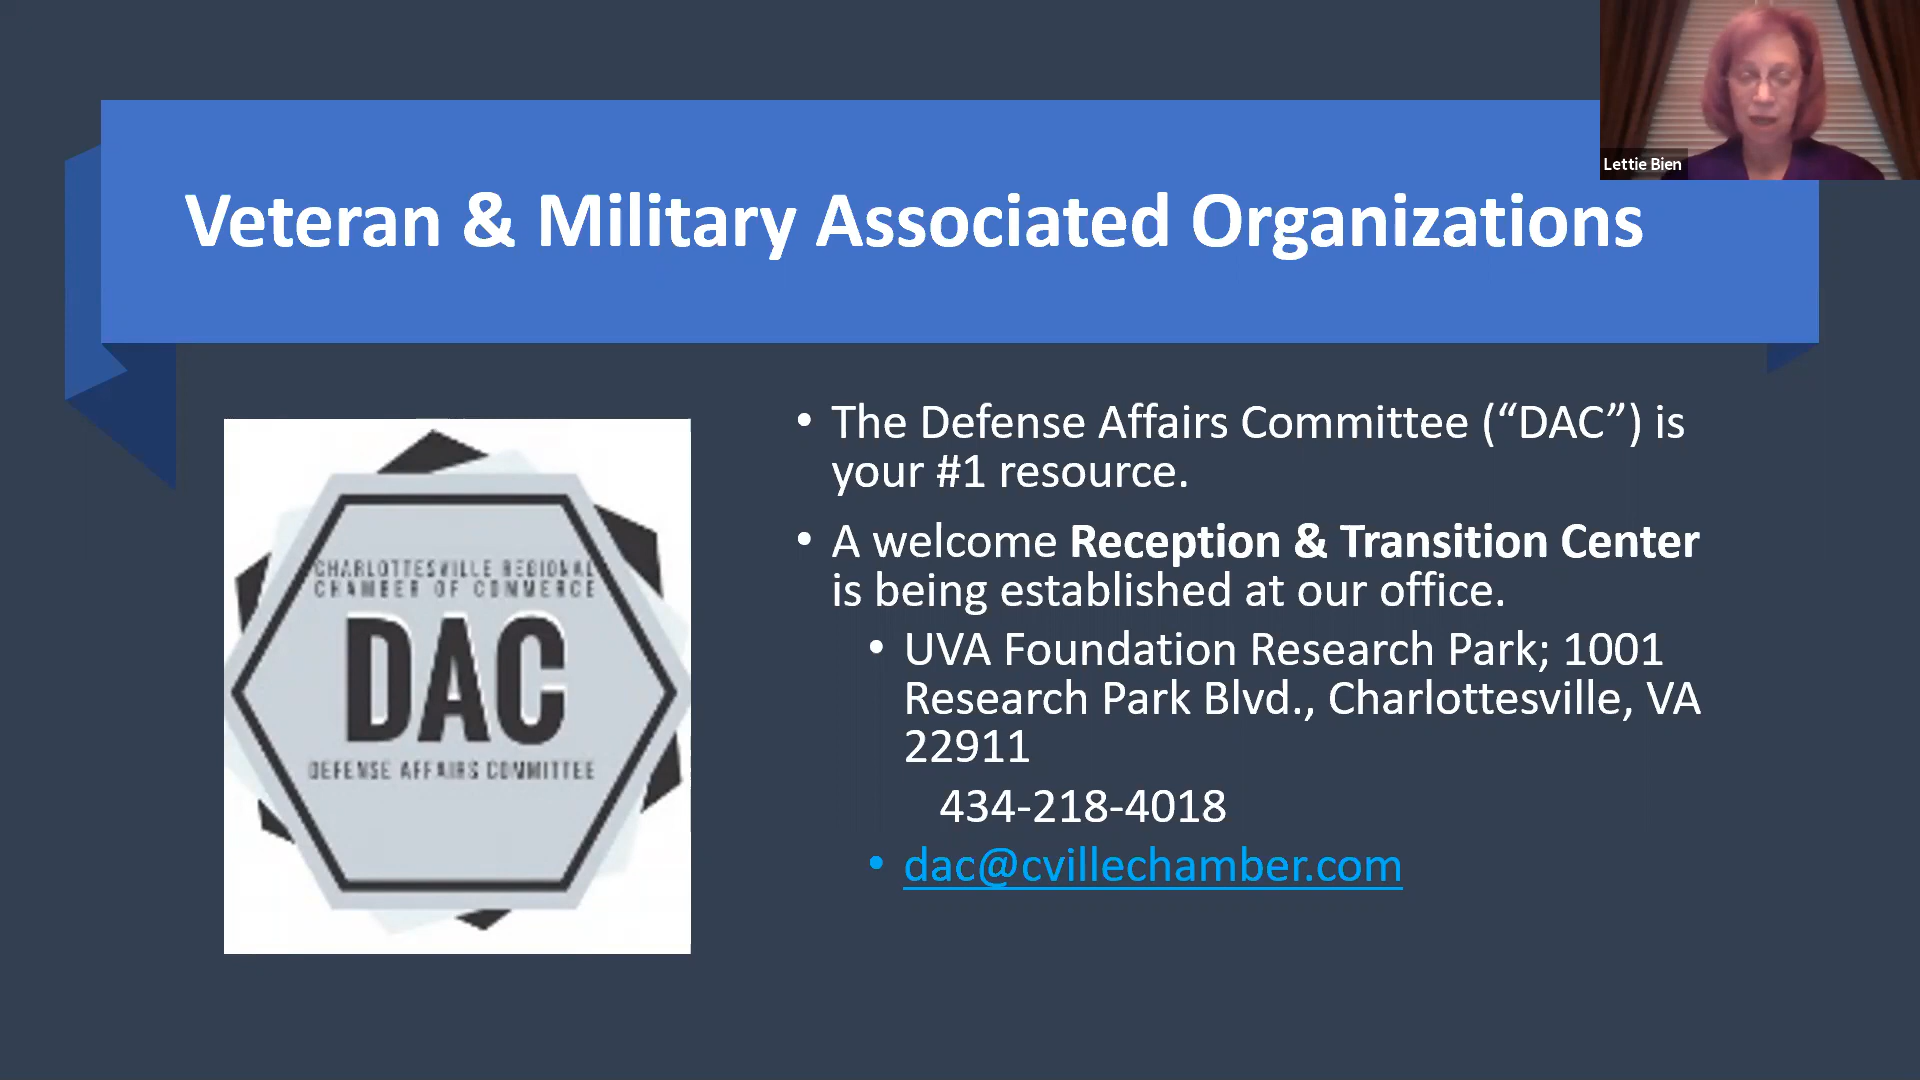 Lettie Bien
Veteran & Military Associated Organizations
CHARLOTTESVILLE REGIONAL
CHAMBER OF COMMERCE
DAC
DEFENSE AFFAIRS COMMITTEE
• The Defense Affairs Committee (“DAC”) is
your #1 resource.
• A welcome Reception & Transition Center
is being established at our office.
• UVA Foundation Research Park; 1001
Research Park Blvd., Charlottesville, VA
22911
434-218-4018
• dac@cvillechamber.com